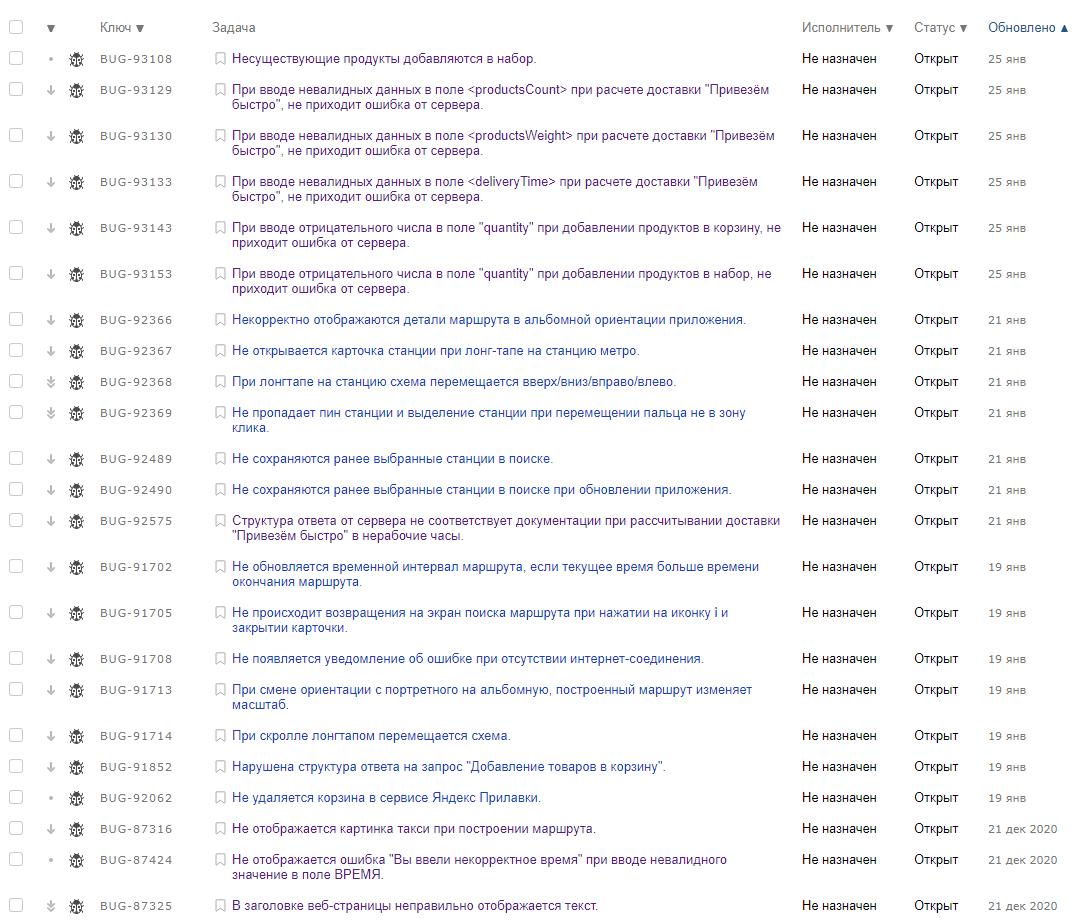 Ключ ▼ Задача Исполнитель ▼ Статус ▼ Обновлено ▲
BUG-93108 Несуществующие продукты добавляются в набор. Не назначен Открыт 25 янв
BUG-93129 При вводе невалидных данных в поле <productsCount> при расчете доставки "Привезём Не назначен Открыт 25 янв
быстро", не приходит ошибка от сервера.
BUG-93130 При вводе невалидных данных в поле <productsWeight> при расчете доставки "Привезём Не назначен Открыт 25 янв
быстро", не приходит ошибка от сервера.
BUG-93133 При вводе невалидных данных в поле <deliveryTime> при расчете доставки "Привезём Не назначен Открыт 25 янв
быстро", не приходит ошибка от сервера.
BUG-93143 При вводе отрицательного числа в поле "quantity" при добавлении продуктов в корзину, не Не назначен Открыт 25 янв
приходит ошибка от сервера.
BUG-93153 При вводе отрицательного числа в поле "quantity" при добавлении продуктов в набор, не Не назначен Открыт 25 янв
приходит ошибка от сервера.
BUG-92366 Некорректно отображаются детали маршрута в альбомной ориентации приложения. Не назначен Открыт 21 янв
BUG-92367 Не открывается карточка станции при лонг-тапе на станцию метро. Не назначен Открыт 21 янв
BUG-92368 При лонгтапе на станцию схема перемещается вверх/вниз/вправо/влево. Не назначен Открыт 21 янв
BUG-92369 Не пропадает пин станции и выделение станции при перемещении пальца не в зону Не назначен Открыт 21 янв
клика.
BUG-92489 Не сохраняются ранее выбранные станции в поиске. Не назначен Открыт 21 янв
BUG-92490 Не сохраняются ранее выбранные станции в поиске при обновлении приложения. Не назначен Открыт 21 янв
BUG-92575 Структура ответа от сервера не соответствует документации при рассчитывании доставки Не назначен Открыт 21 янв
"Привезём быстро" в нерабочие часы.
BUG-91702 Не обновляется временной интервал маршрута, если текущее время больше времени Не назначен Открыт 19 янв
окончания маршрута.
BUG-91705 Не происходит возвращения на экран поиска маршрута при нажатии на иконку i и Не назначен Открыт 19 янв
закрытии карточки.
BUG-91708 Не появляется уведомление об ошибке при отсутствии интернет-соединения. Не назначен Открыт 19 янв
BUG-91713 При смене ориентации с портретного на альбомную, построенный маршрут изменяет Не назначен Открыт 19 янв
масштаб.
BUG-91714 При скролле лонгтапом перемещается схема. Не назначен Открыт 19 янв
BUG-91852 Нарушена структура ответа на запрос "Добавление товаров в корзину". Не назначен Открыт 19 янв
BUG-92062 Не удаляется корзина в сервисе Яндекс Прилавки. Не назначен Открыт 19 янв
BUG-87316 Не отображается картинка такси при построении маршрута. Не назначен Открыт 21 дек 2020
BUG-87424 Не отображается ошибка "Вы ввели некорректное время" при вводе невалидного Не назначен Открыт 21 дек 2020
значение в поле ВРЕМЯ.
BUG-87325 В заголовке веб-страницы неправильно отображается текст. Не назначен Открыт 21 дек 2020